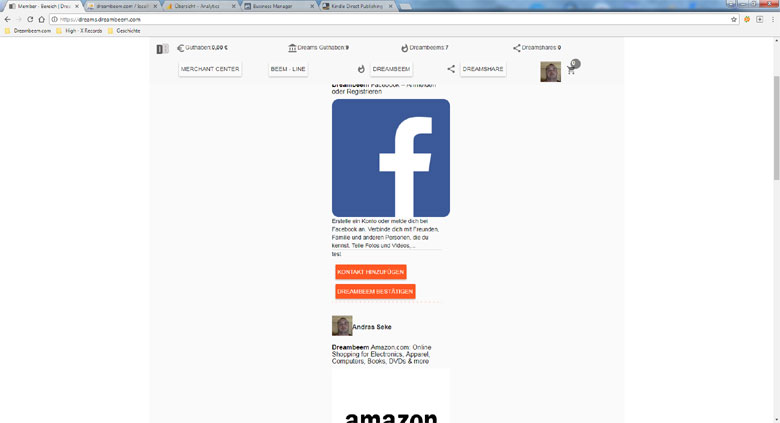 Member - Bereich | Drea
dreambeem.com / local
Übersicht - Analytics
Business Manager
Kindle Direct Publishing
https://dreams.dreambeem.com
Dreambeem.com
High - X Records
Geschichte
Guthaben: 0,00 €
Dreams Guthaben: 9
Dreambeems: 7
Dreamshares: 0
MERCHANT CENTER
BEEM - LINE
DREAMBEEM
DREAMSHARE
0
Dreambeem Facebook – Anmelden
oder Registrieren
f
Erstelle ein Konto oder melde dich bei
Facebook an. Verbinde dich mit Freunden,
Familie und anderen Personen, die du
kennst. Teile Fotos und Videos,...
test
KONTAKT HINZUFÜGEN
DREAMBEEM BESTÄTIGEN
Andras Seke
Dreambeem Amazon.com: Online
Shopping for Electronics, Apparel,
Computers, Books, DVDs & more
amazon